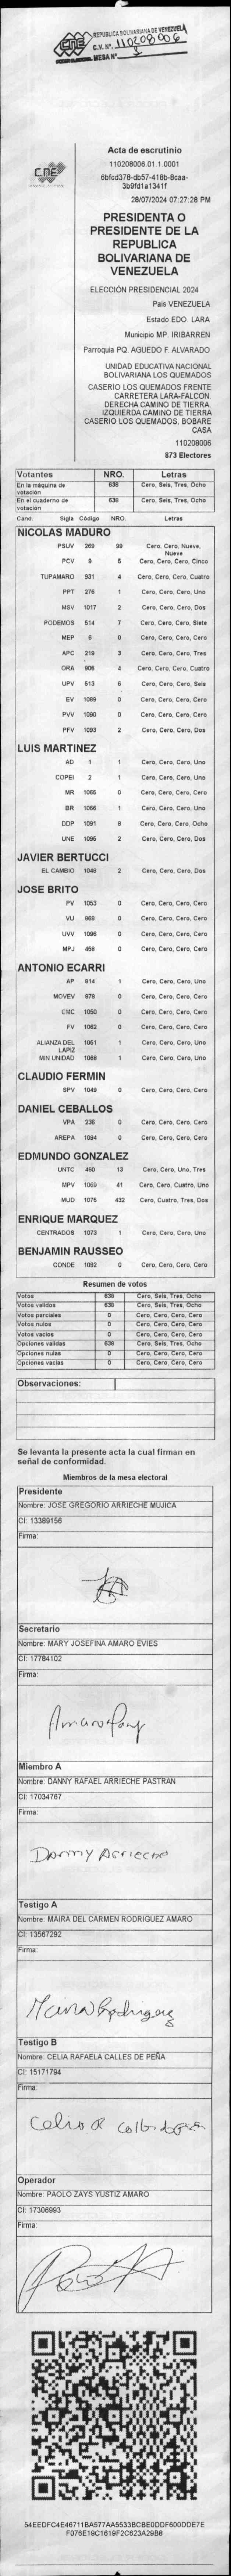 REPUBLICA BOLIVARIANA DE VENEZUELA
CNE
C.V. Nº. 110208006
MESA Nº 1
Acta de escrutinio
110208006.01.1.0001
6bfcd378-db57-416b-8caa-
3b9fd1a1341f
28/07/2024 07:27:28 PM
CNE
PRESIDENTA O
PRESIDENTE DE LA
REPUBLICA
BOLIVARIANA DE
VENEZUELA
ELECCIÓN PRESIDENCIAL 2024
País VENEZUELA
Estado EDO. LARA
Municipio MP. IRIBARREN
Parroquia PQ. AGUEDO F. ALVARADO
UNIDAD EDUCATIVA NACIONAL
BOLIVARIANA LOS QUEMADOS
CASERIO LOS QUEMADOS FRENTE
CARRETERA LARA-FALCON.
DERECHA CAMINO DE TIERRA.
IZQUIERDA CAMINO DE TIERRA
CASERIO LOS QUEMADOS. BOBARE
CASA
110208006
873 Electores
Votantes NRO. Letras
En la máquina de votación 638 Cero, Seis, Tres, Ocho
En el cuaderno de votación 638 Cero, Seis, Tres, Ocho
Cand. Sigla Código NRO. Letras
NICOLAS MADURO
PSUV 269 99 Cero, Cero, Nueve, Nueve
PCV 9 5 Cero, Cero, Cero, Cinco
TUPAMARO 931 4 Cero, Cero, Cero, Cuatro
PPT 276 1 Cero, Cero, Cero, Uno
MSV 1017 2 Cero, Cero, Cero, Dos
PODEMOS 514 7 Cero, Cero, Cero, Siete
MEP 6 0 Cero, Cero, Cero, Cero
APC 219 3 Cero, Cero, Cero, Tres
ORA 906 4 Cero, Cero, Cero, Cuatro
UPV 613 6 Cero, Cero, Cero, Seis
EV 1089 0 Cero, Cero, Cero, Cero
PVV 1090 0 Cero, Cero, Cero, Cero
PFV 1093 2 Cero, Cero, Cero, Dos
LUIS MARTINEZ
AD 1 1 Cero, Cero, Cero, Uno
COPEI 2 1 Cero, Cero, Cero, Uno
MR 1065 0 Cero, Cero, Cero, Cero
BR 1066 1 Cero, Cero, Cero, Uno
DDP 1091 8 Cero, Cero, Cero, Ocho
UNE 1095 2 Cero, Cero, Cero, Dos
JAVIER BERTUCCI
EL CAMBIO 1048 2 Cero, Cero, Cero, Dos
JOSE BRITO
PV 1053 0 Cero, Cero, Cero, Cero
VU 868 0 Cero, Cero, Cero, Cero
UVV 1096 0 Cero, Cero, Cero, Cero
MPJ 458 0 Cero, Cero, Cero, Cero
ANTONIO ECARRI
AP 914 1 Cero, Cero, Cero, Uno
MOVEV 979 0 Cero, Cero, Cero, Cero
CMC 1050 0 Cero, Cero, Cero, Cero
FV 1062 0 Cero, Cero, Cero, Cero
ALIANZA DEL LAPIZ 1051 1 Cero, Cero, Cero, Uno
MIN UNIDAD 1068 1 Cero, Cero, Cero, Uno
CLAUDIO FERMIN
SPV 1049 0 Cero, Cero, Cero, Cero
DANIEL CEBALLOS
VPA 236 0 Cero, Cero, Cero, Cero
AREPA 1094 0 Cero, Cero, Cero, Cero
EDMUNDO GONZALEZ
UNTC 460 13 Cero, Cero, Uno, Tres
MPV 1069 41 Cero, Cero, Cuatro, Uno
MUD 1076 432 Cero, Cuatro, Tres, Dos
ENRIQUE MARQUEZ
CENTRADOS 1073 1 Cero, Cero, Cero, Uno
BENJAMIN RAUSSEO
CONDE 1092 0 Cero, Cero, Cero, Cero
Resumen de votos
Votos 638 Cero, Seis, Tres, Ocho
Votos validos 638 Cero, Seis, Tres, Ocho
Votos parciales 0 Cero, Cero, Cero, Cero
Votos nulos 0 Cero, Cero, Cero, Cero
Votos vacios 0 Cero, Cero, Cero, Cero
Opciones validas 638 Cero, Seis, Tres, Ocho
Opciones nulas 0 Cero, Cero, Cero, Cero
Opciones vacias 0 Cero, Cero, Cero, Cero
Observaciones:
Se levanta la presente acta la cual firman en
señal de conformidad.
Miembros de la mesa electoral
Presidente
Nombre: JOSE GREGORIO ARRIECHE MUJICA
CI: 13389156
Firma:
Secretario
Nombre: MARY JOSEFINA AMARO EVIES
CI: 17784102
Firma:
Miembro A
Nombre: DANNY RAFAEL ARRIECHE PASTRAN
CI: 17034767
Firma:
Danny Arrieche
Testigo A
Nombre: MAIRA DEL CARMEN RODRIGUEZ AMARO
CI: 13567292
Firma:
Maira Rodriguez
Testigo B
Nombre: CELIA RAFAELA CALLES DE PEÑA
CI: 15171794
Firma:
Celia R
Operador
Nombre: PAOLO ZAYS YUSTIZ AMARO
CI: 17306993
Firma:
54EEDFC4E46711BA577AA5533BCBE0DDF600DDE7E
F076E19C1619F2C623A29B8